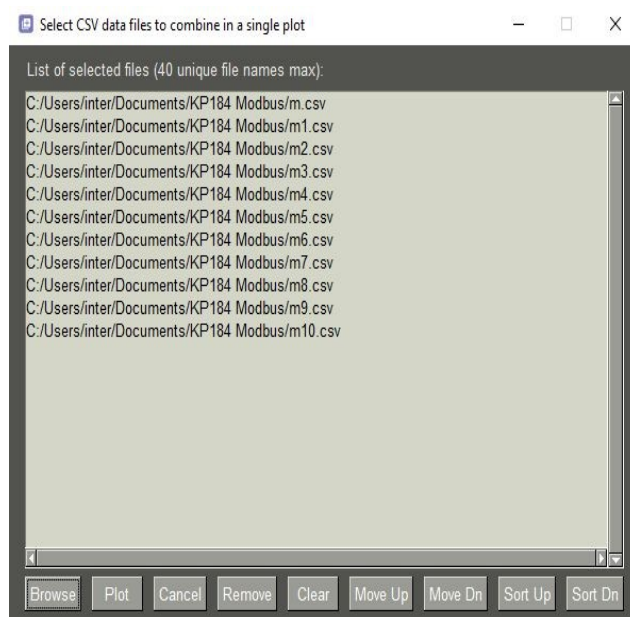 Select CSV data files to combine in a single plot
List of selected files (40 unique file names max):
C:/Users/inter/Documents/KP184 Modbus/m.csv
C:/Users/inter/Documents/KP184 Modbus/m1.csv
C:/Users/inter/Documents/KP184 Modbus/m2.csv
C:/Users/inter/Documents/KP184 Modbus/m3.csv
C:/Users/inter/Documents/KP184 Modbus/m4.csv
C:/Users/inter/Documents/KP184 Modbus/m5.csv
C:/Users/inter/Documents/KP184 Modbus/m6.csv
C:/Users/inter/Documents/KP184 Modbus/m7.csv
C:/Users/inter/Documents/KP184 Modbus/m8.csv
C:/Users/inter/Documents/KP184 Modbus/m9.csv
C:/Users/inter/Documents/KP184 Modbus/m10.csv
Browse Plot Cancel Remove Clear Move Up Move Dn Sort Up Sort Dn